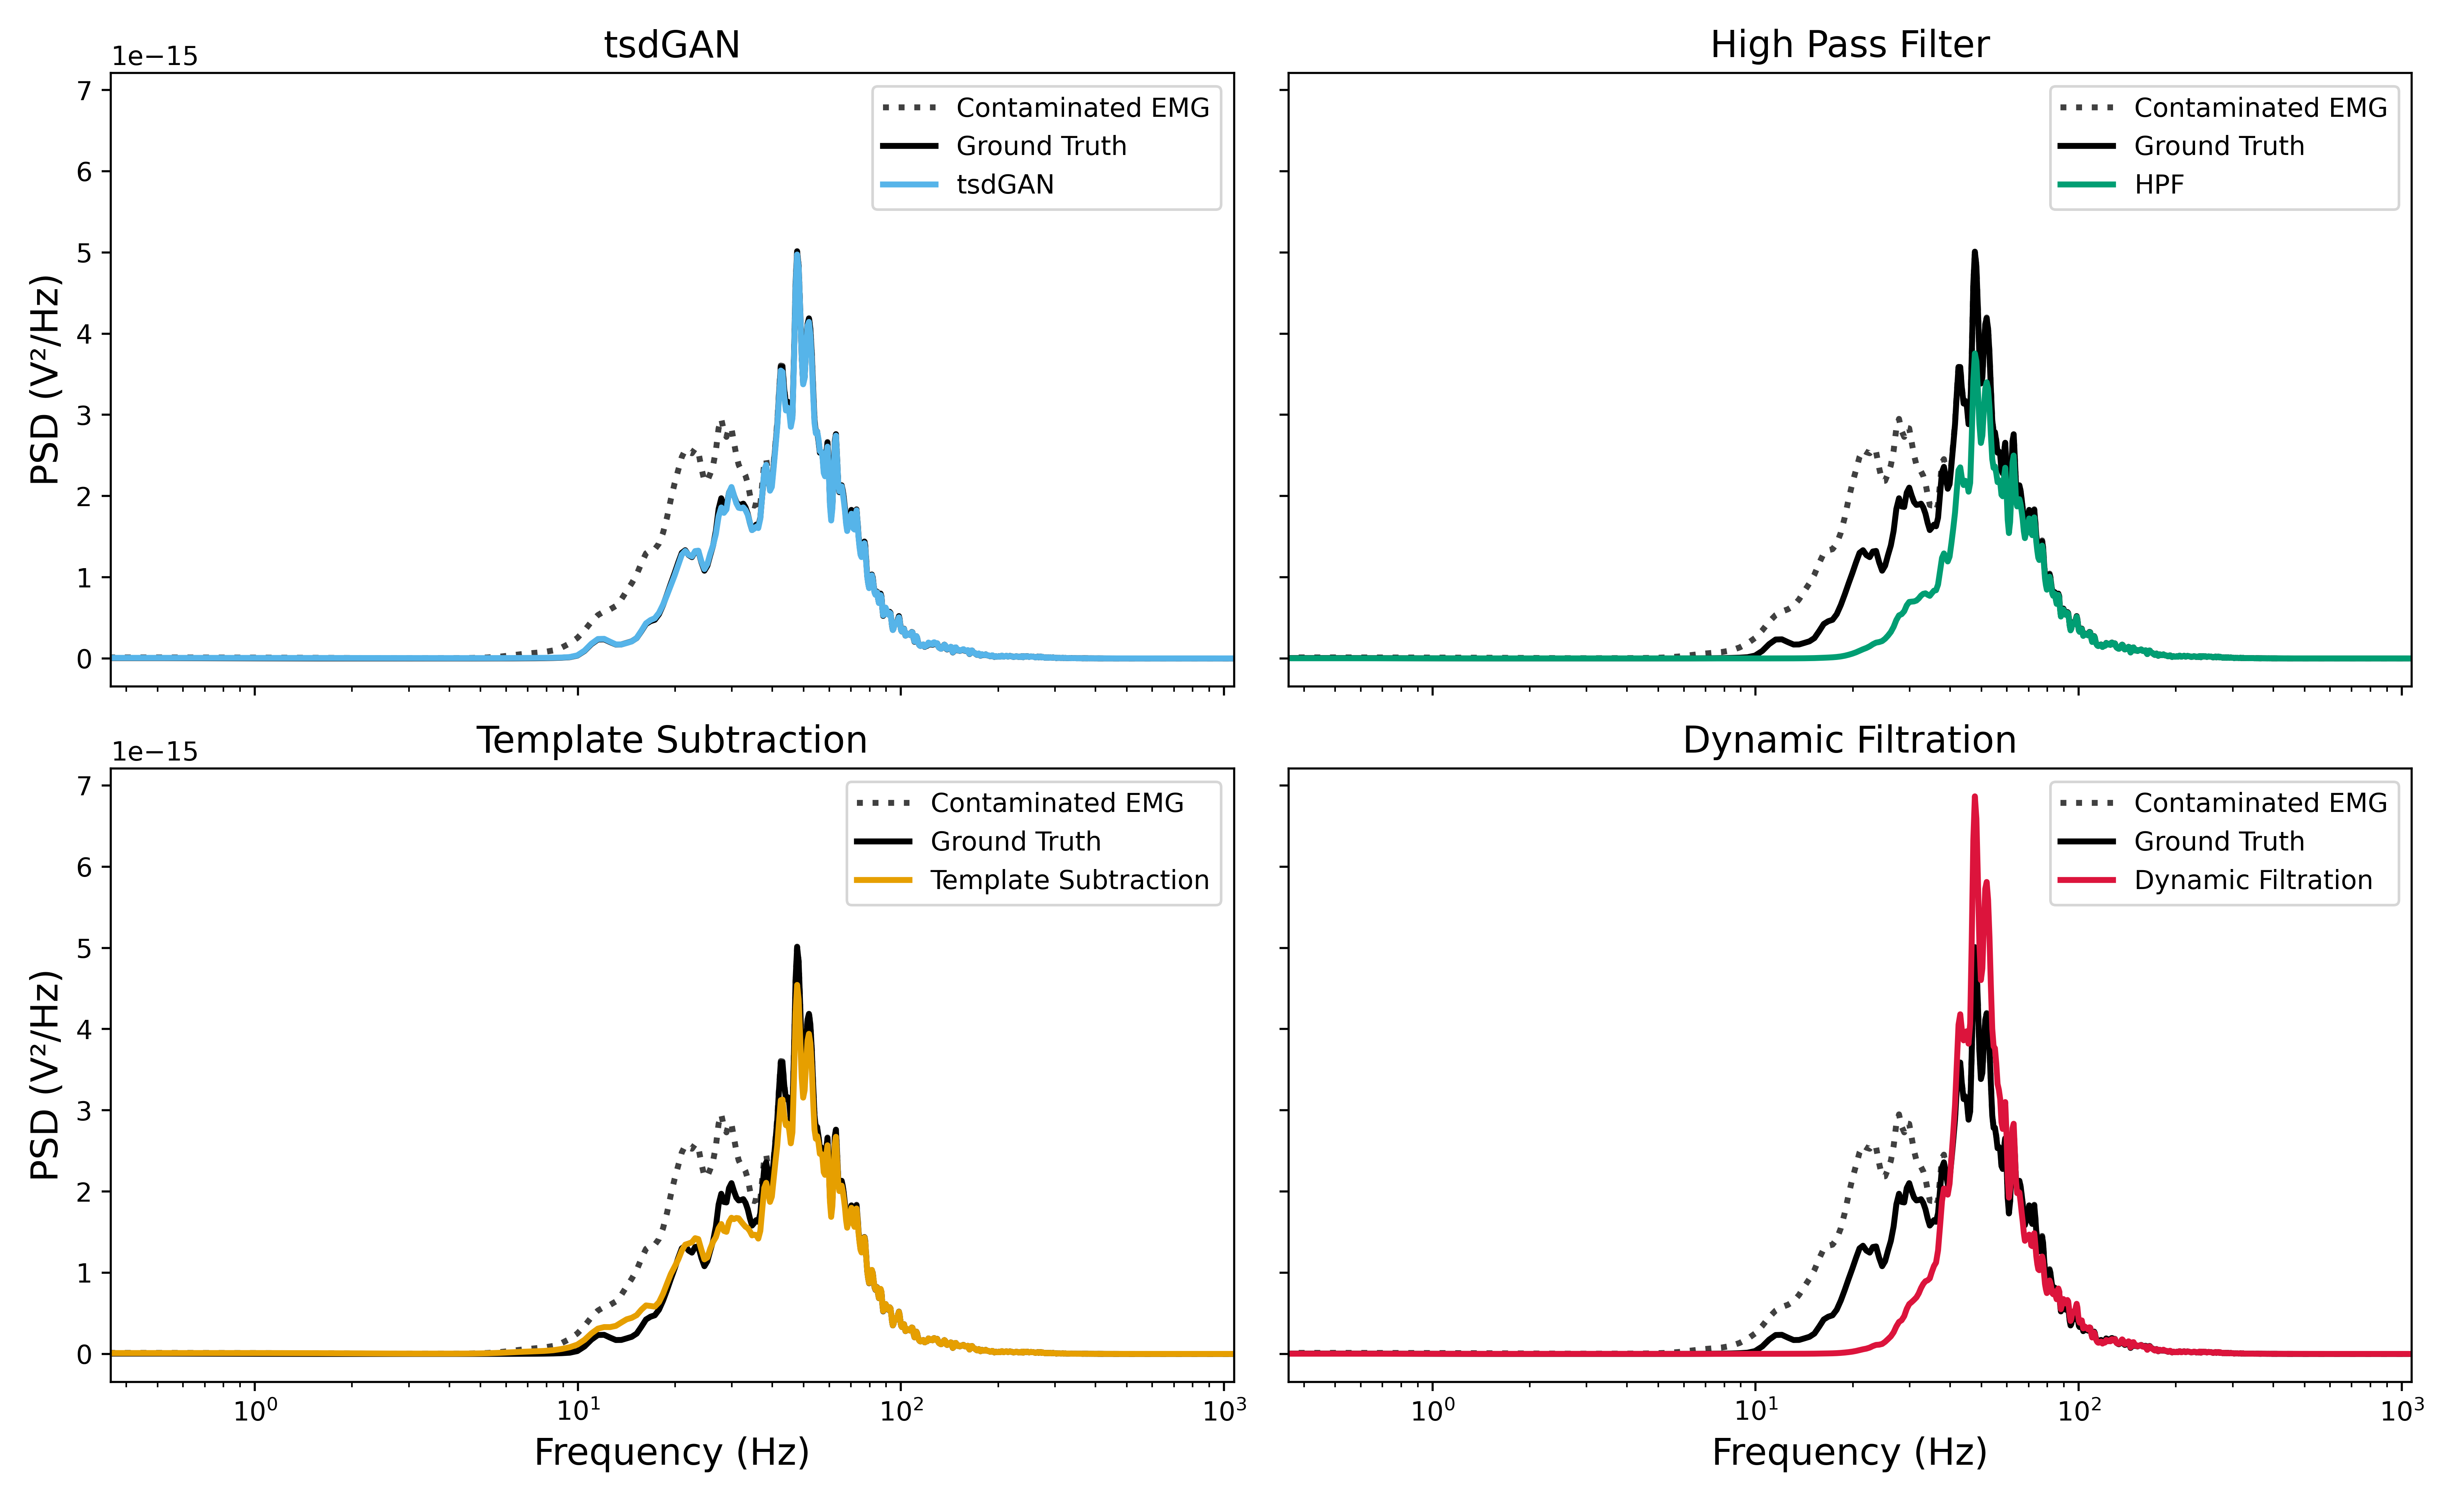 tsdGAN
1e−15
7
6
5
4
3
2
1
0
PSD (V²/Hz)
Contaminated EMG
Ground Truth
tsdGAN
High Pass Filter
Contaminated EMG
Ground Truth
HPF
Template Subtraction
1e−15
7
6
5
4
3
2
1
0
PSD (V²/Hz)
Contaminated EMG
Ground Truth
Template Subtraction
10⁰
10¹
10²
10³
Frequency (Hz)
Dynamic Filtration
Contaminated EMG
Ground Truth
Dynamic Filtration
10⁰
10¹
10²
10³
Frequency (Hz)